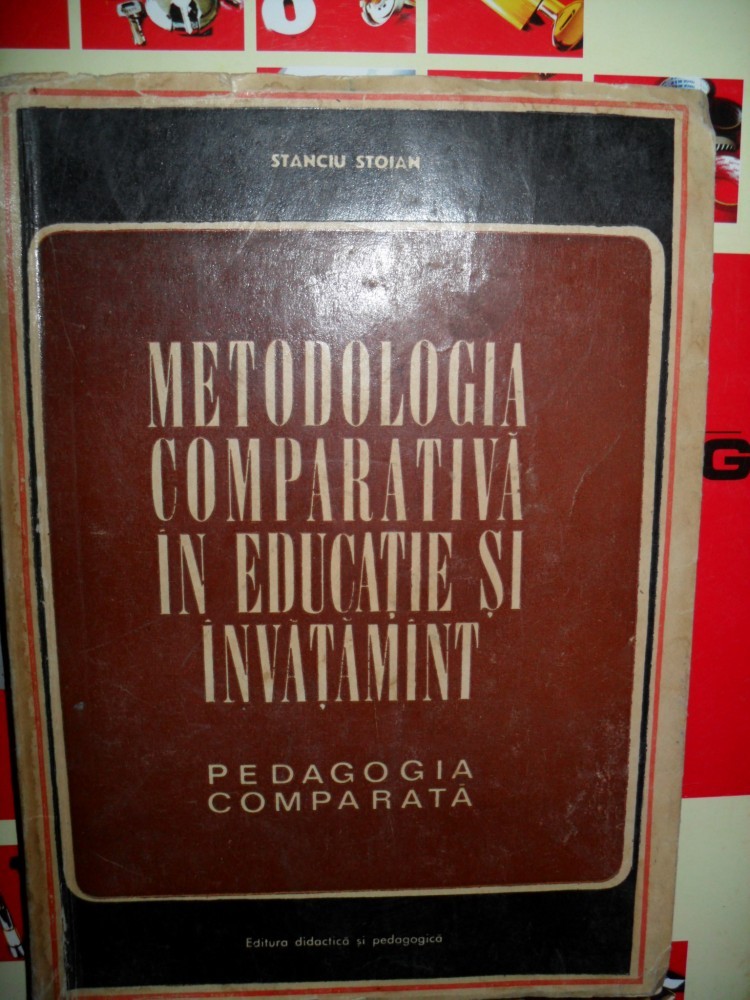 STANCIU STOIAN
METODOLOGIA
COMPARATIVĂ
ÎN EDUCAȚIE ȘI
ÎNVĂȚĂMÎNT
PEDAGOGIA
COMPARATĂ
Editura didactică și pedagogică
G